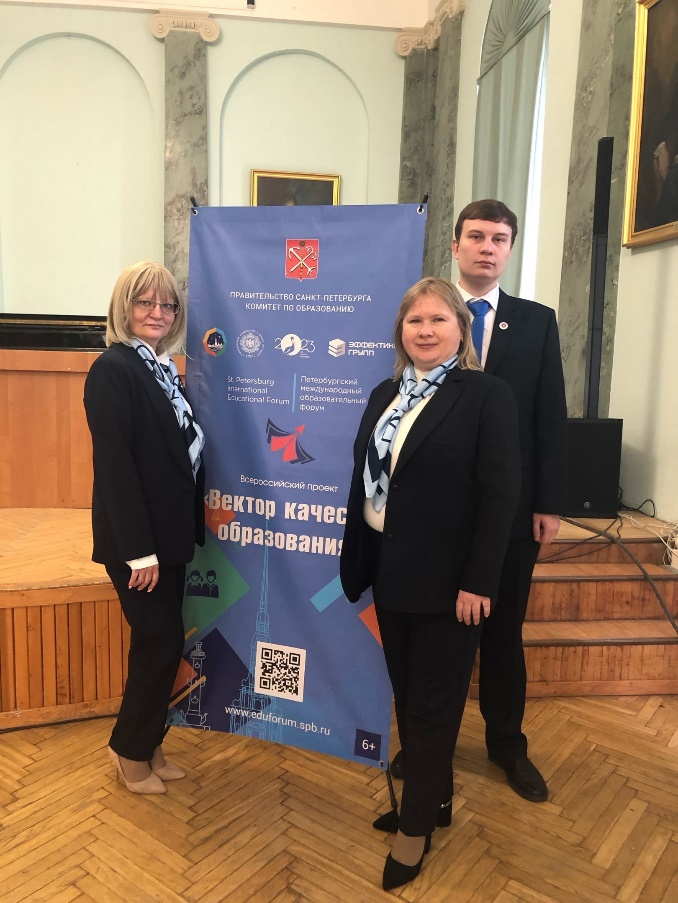 ПРАВИТЕЛЬСТВО САНКТ-ПЕТЕРБУРГА
КОМИТЕТ ПО ОБРАЗОВАНИЮ
2023
ЭФФЕКТИ
ГРУПП
St. Petersburg
International
Educational Forum
Петербургский
международный
образовательный
форум
Всероссийский проект
«Вектор качес
образования
www.eduforum.spb.ru
6+